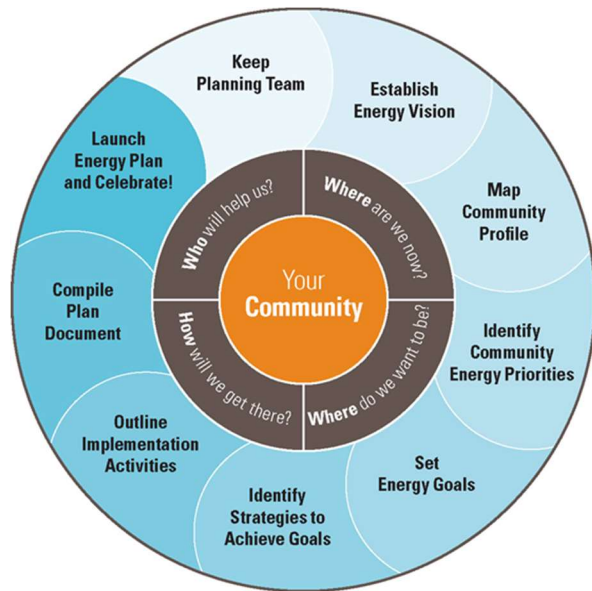 Keep
Planning Team
Establish
Energy Vision
Map
Community
Profile
Identify
Community
Energy Priorities
Set
Energy Goals
Identify
Strategies to
Achieve Goals
Outline
Implementation
Activities
Compile
Plan
Document
Launch
Energy Plan
and Celebrate!
Who will help us?
Where are we now?
Where do we want to be?
How will we get there?
Your
Community